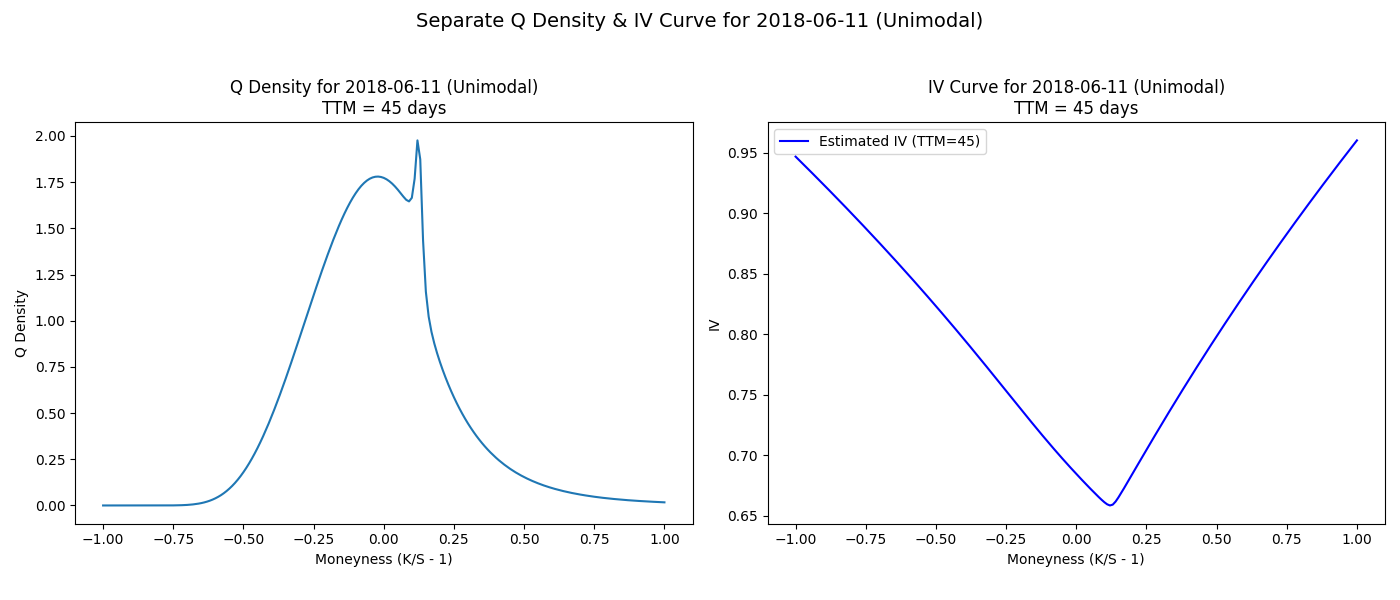 Separate Q Density & IV Curve for 2018-06-11 (Unimodal)
Q Density for 2018-06-11 (Unimodal)
TTM = 45 days
2.00
1.75
1.50
1.25
1.00
0.75
0.50
0.25
0.00
Q Density
−1.00 −0.75 −0.50 −0.25 0.00 0.25 0.50 0.75 1.00
Moneyness (K/S - 1)
IV Curve for 2018-06-11 (Unimodal)
TTM = 45 days
Estimated IV (TTM=45)
0.95
0.90
0.85
0.80
0.75
0.70
0.65
IV
−1.00 −0.75 −0.50 −0.25 0.00 0.25 0.50 0.75 1.00
Moneyness (K/S - 1)